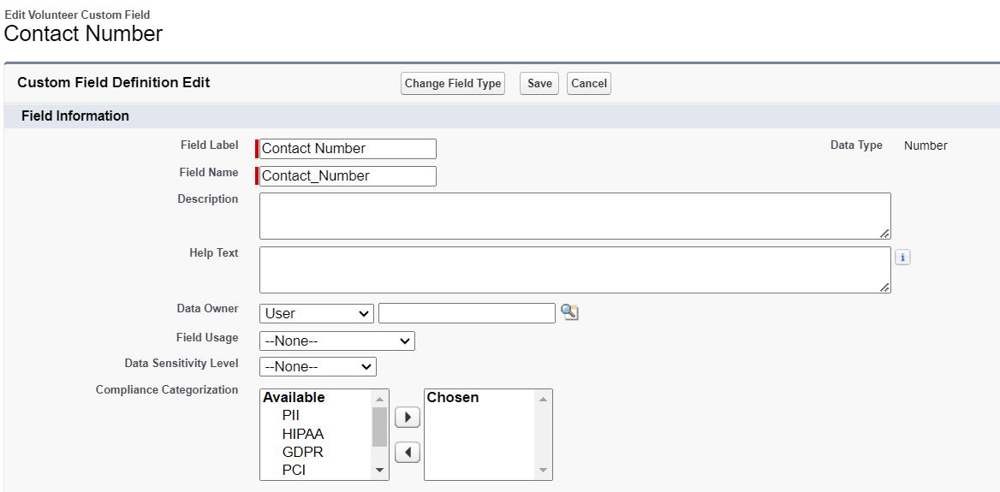 Edit Volunteer Custom Field
Contact Number
Custom Field Definition Edit
Change Field Type
Save
Cancel
Field Information
Field Label
Contact Number
Data Type
Number
Field Name
Contact_Number
Description
Help Text
i
Data Owner
User
Field Usage
--None--
Data Sensitivity Level
--None--
Compliance Categorization
Available
PII
HIPAA
GDPR
PCI
Chosen